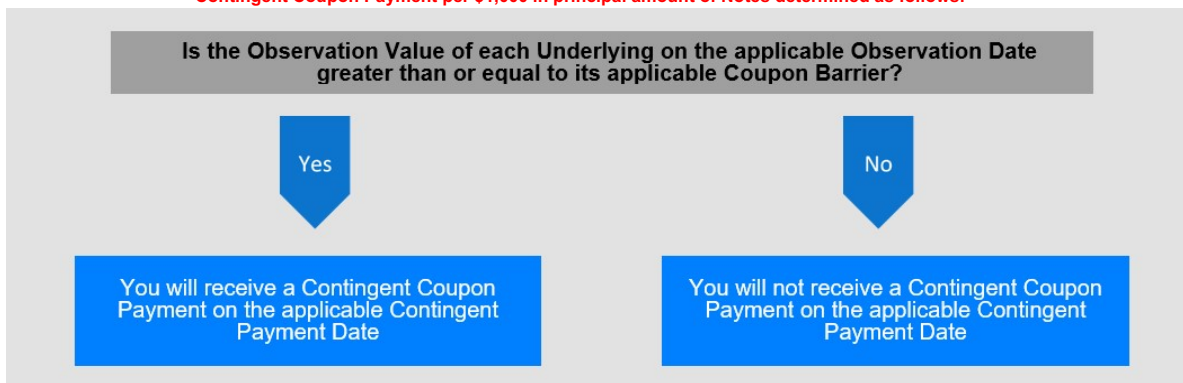 Contingent Coupon Payment per $1,000 in principal amount of Notes determined as follows:
Is the Observation Value of each Underlying on the applicable Observation Date
greater than or equal to its applicable Coupon Barrier?
Yes
No
You will receive a Contingent Coupon
Payment on the applicable Contingent
Payment Date
You will not receive a Contingent Coupon
Payment on the applicable Contingent
Payment Date